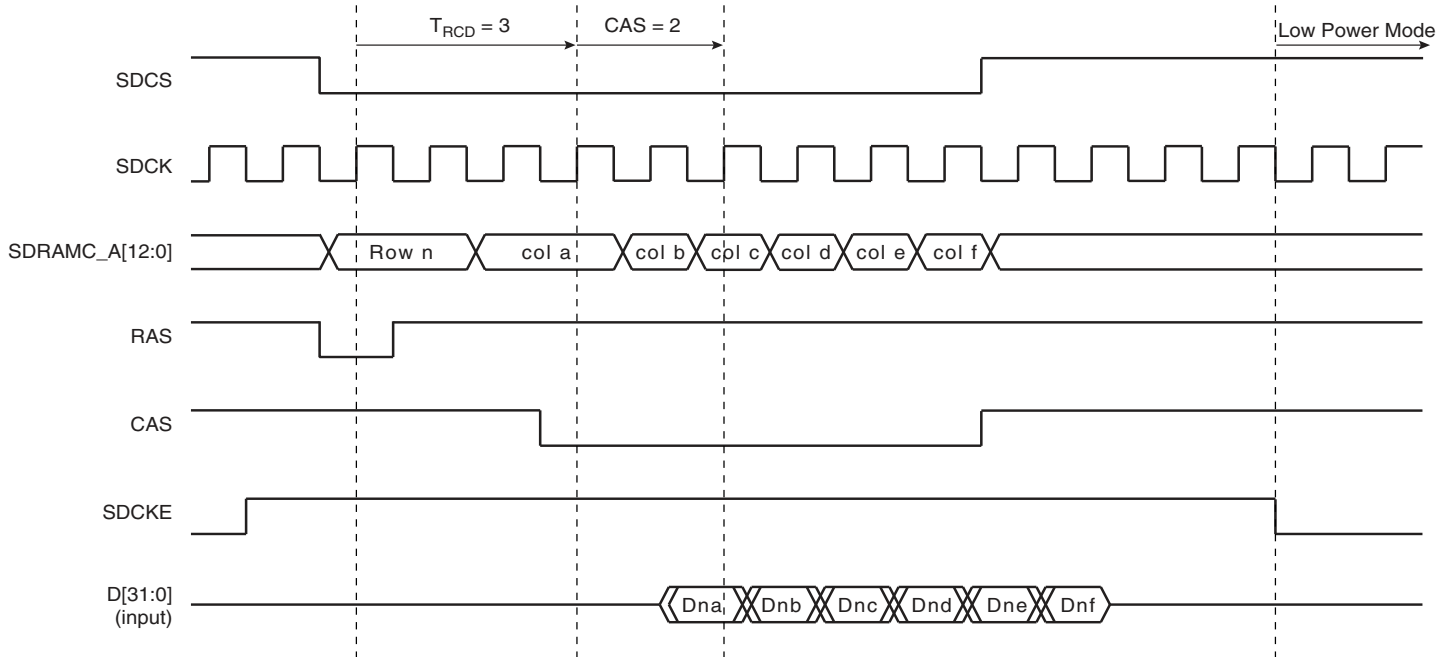 T_RCD = 3
CAS = 2
Low Power Mode
SDCS
SDCK
SDRAMC_A[12:0]
Row n
col a
col b
col c
col d
col e
col f
RAS
CAS
SDCKE
D[31:0]
(input)
Dna
Dnb
Dnc
Dnd
Dne
Dnf